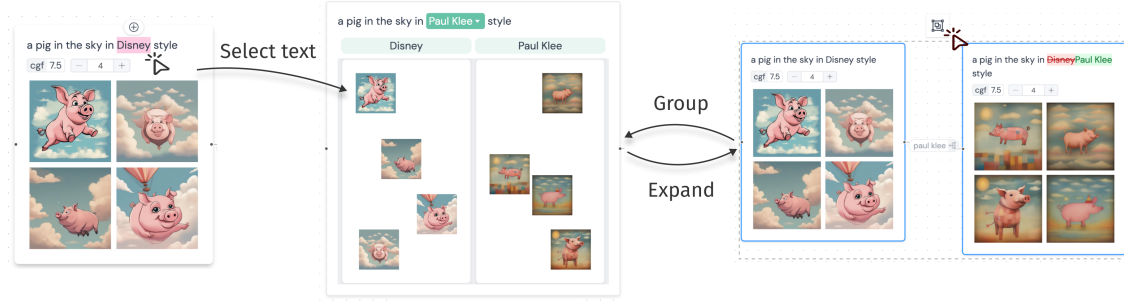 a pig in the sky in Disney style
cgf 7.5 − 4 +
Select text
a pig in the sky in Paul Klee style
Disney Paul Klee
Group
Expand
a pig in the sky in Disney style
cgf 7.5 − 4 +
paul klee
a pig in the sky in DisneyPaul Klee
style
cgf 7.5 − 4 +